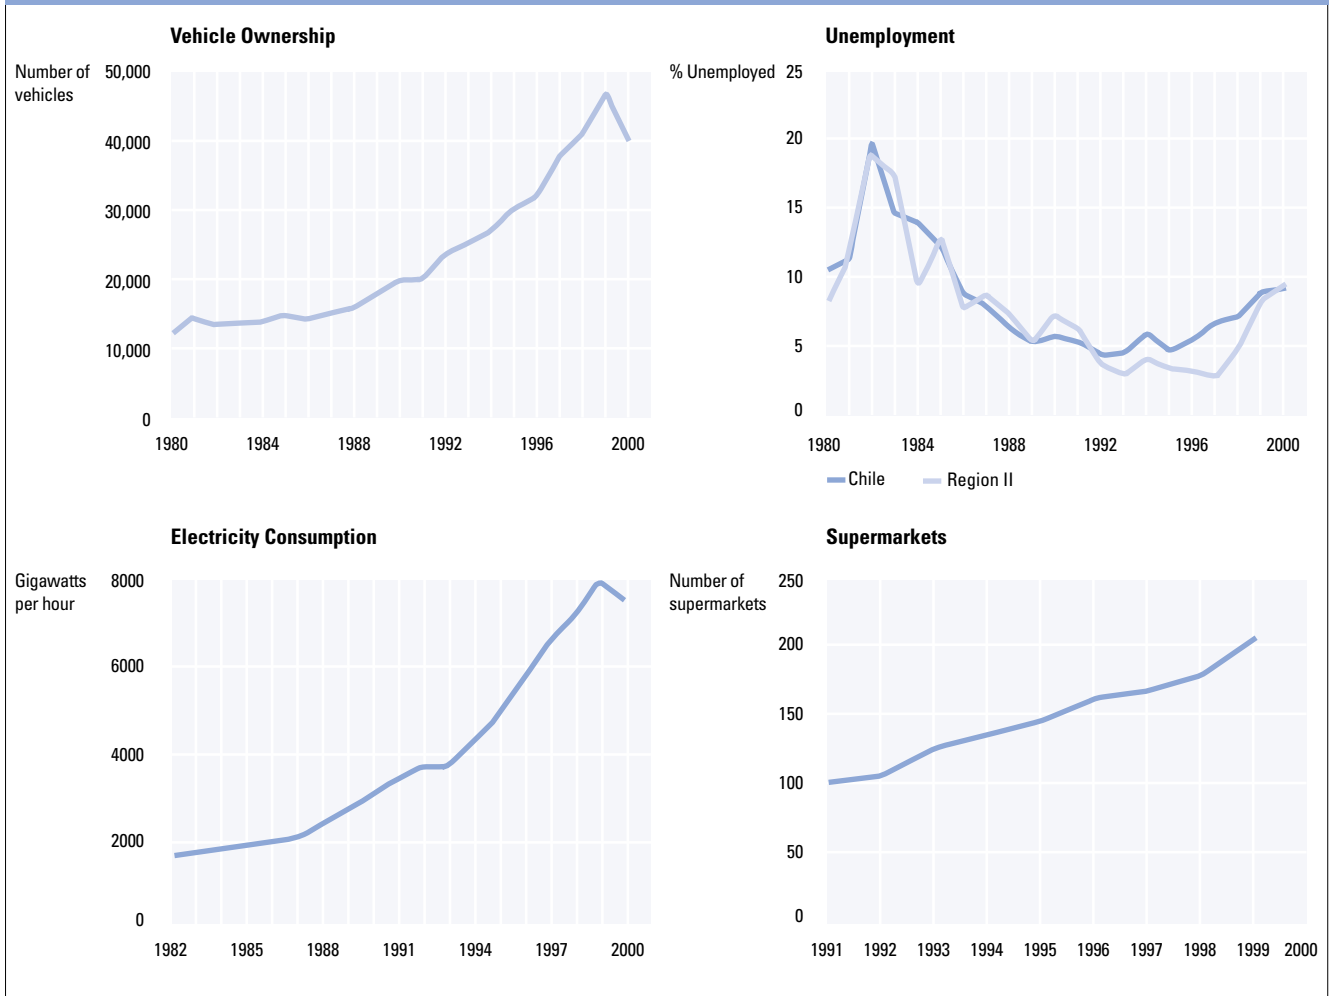 Vehicle Ownership
Number of
vehicles
50,000
40,000
30,000
20,000
10,000
0
1980 1984 1988 1992 1996 2000
Unemployment
% Unemployed
25
20
15
10
5
0
1980 1984 1988 1992 1996 2000
Chile Region II
Electricity Consumption
Gigawatts
per hour
8000
6000
4000
2000
0
1982 1985 1988 1991 1994 1997 2000
Supermarkets
Number of
supermarkets
250
200
150
100
50
0
1991 1992 1993 1994 1995 1996 1997 1998 1999 2000